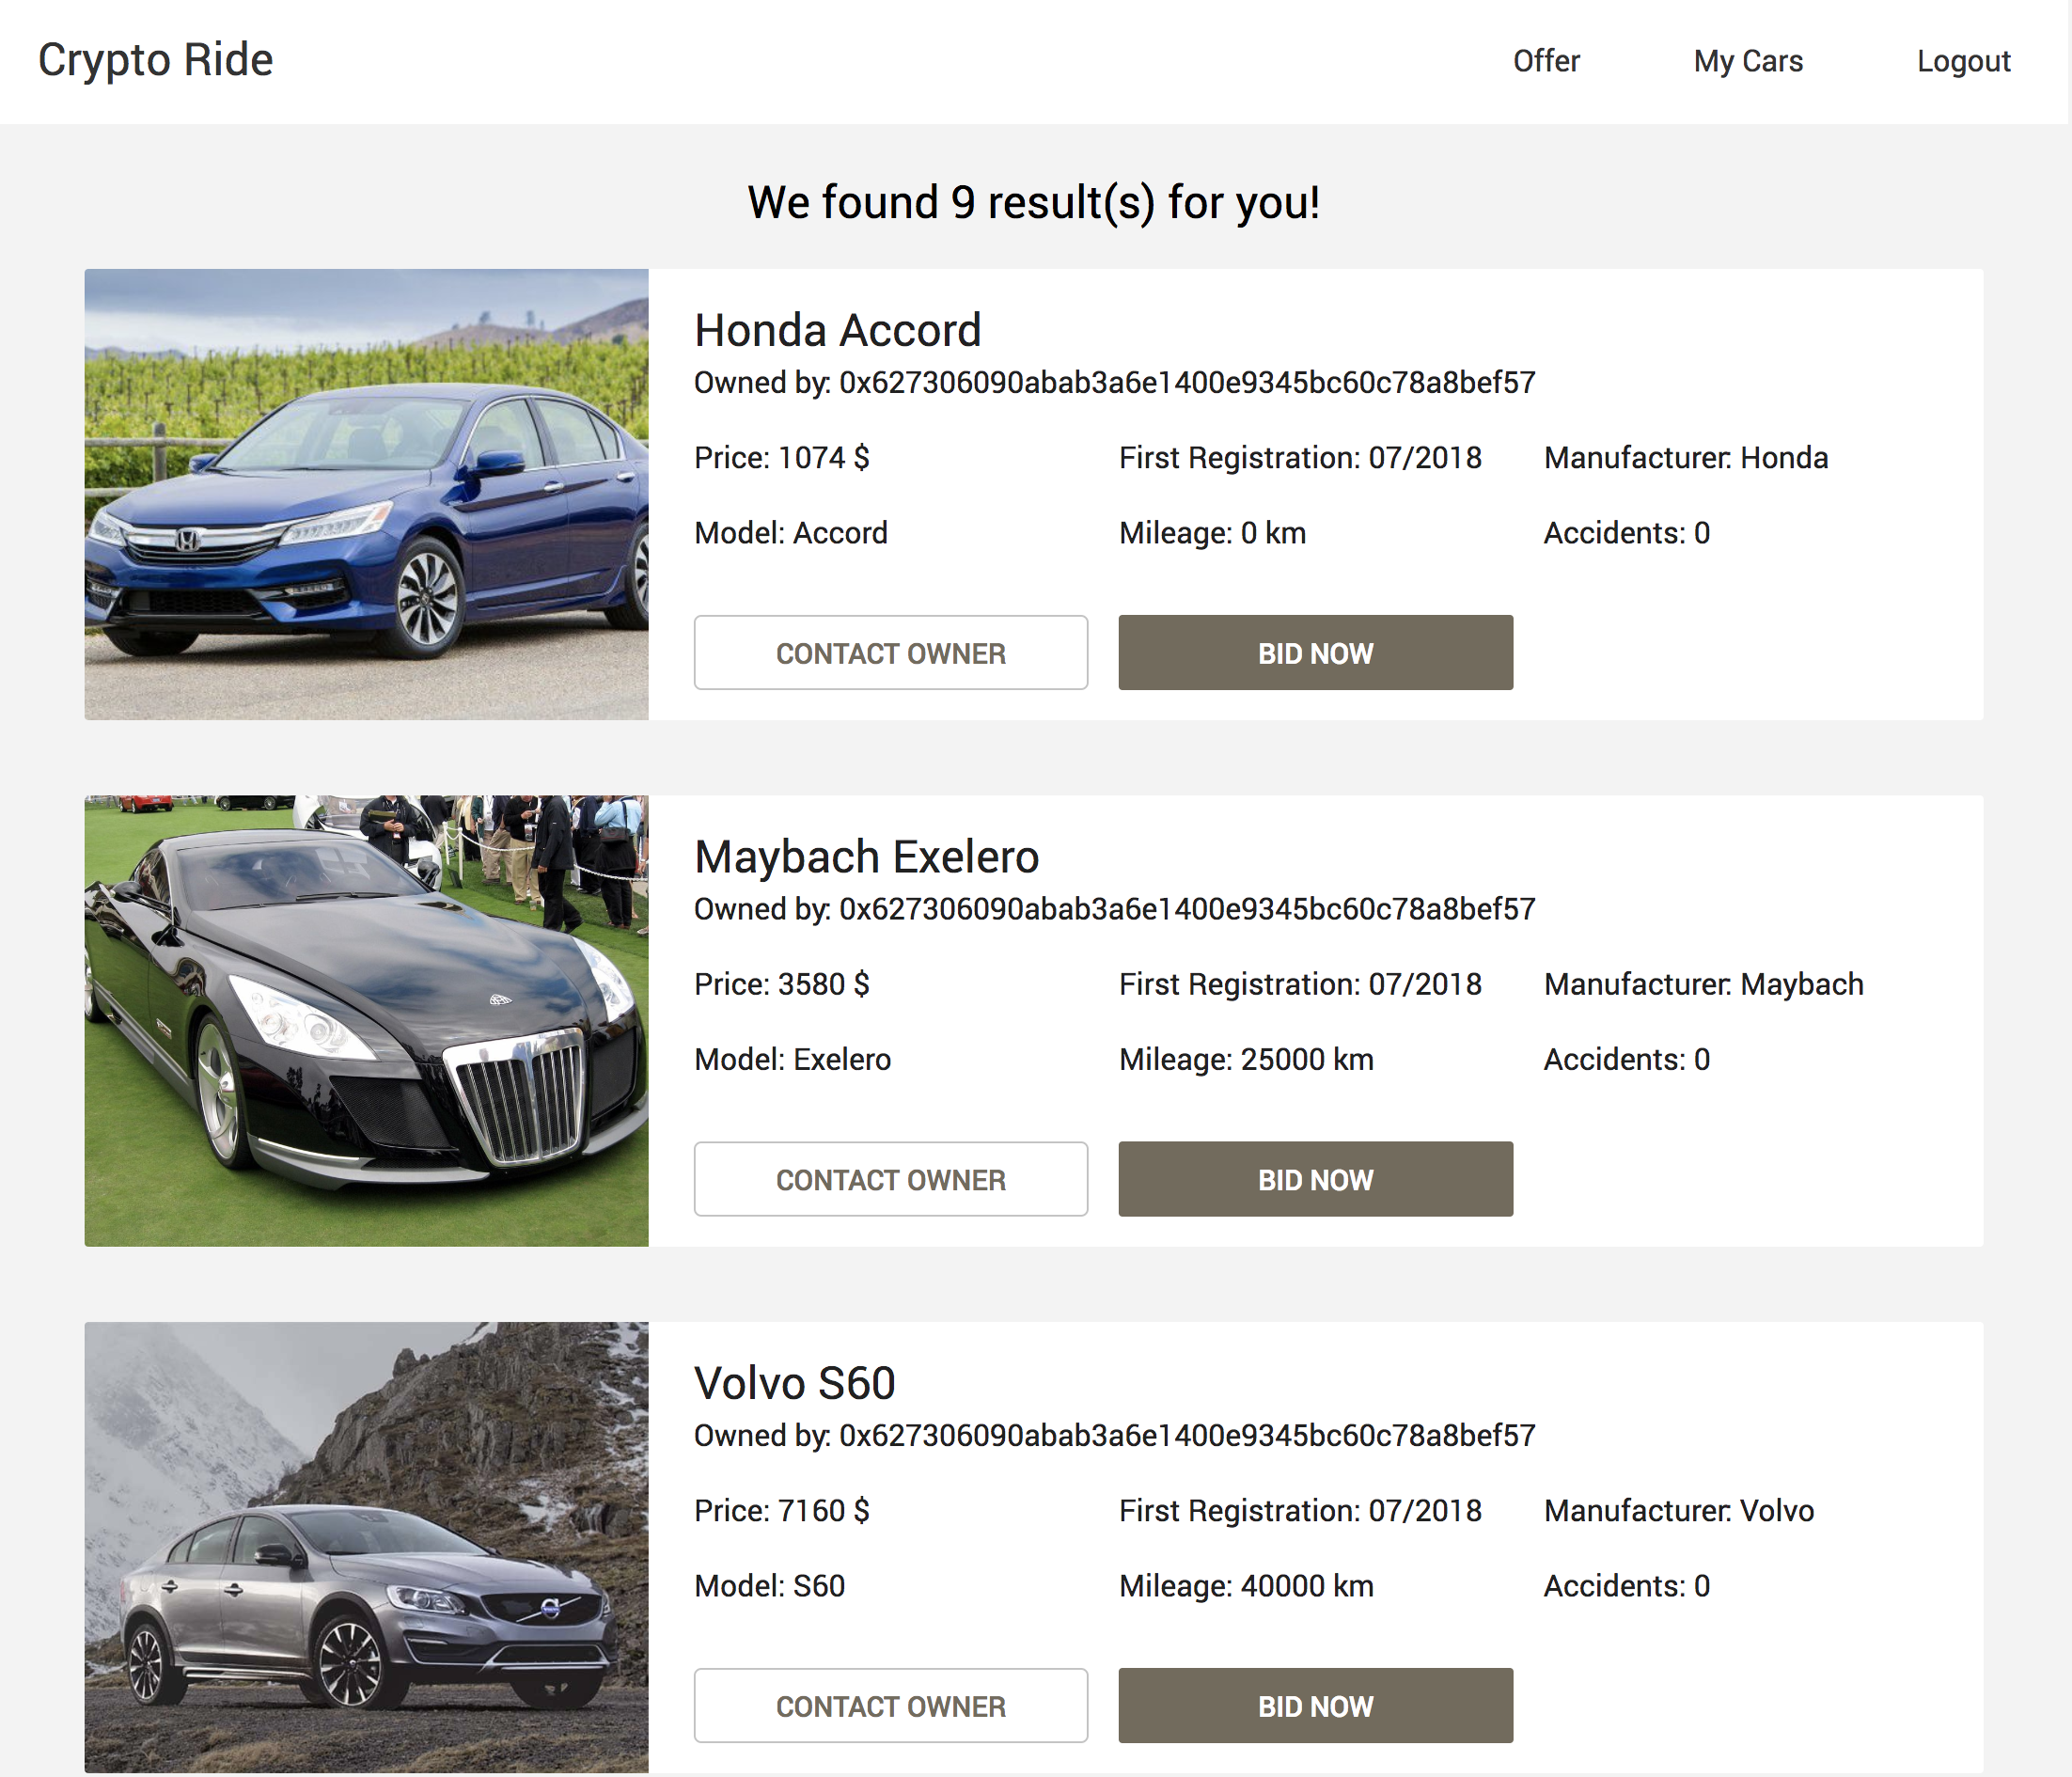 Crypto Ride
Offer
My Cars
Logout
We found 9 result(s) for you!
Honda Accord
Owned by: 0x627306090abab3a6e1400e9345bc60c78a8bef57
Price: 1074 $
First Registration: 07/2018
Manufacturer: Honda
Model: Accord
Mileage: 0 km
Accidents: 0
CONTACT OWNER
BID NOW
Maybach Exelero
Owned by: 0x627306090abab3a6e1400e9345bc60c78a8bef57
Price: 3580 $
First Registration: 07/2018
Manufacturer: Maybach
Model: Exelero
Mileage: 25000 km
Accidents: 0
CONTACT OWNER
BID NOW
Volvo S60
Owned by: 0x627306090abab3a6e1400e9345bc60c78a8bef57
Price: 7160 $
First Registration: 07/2018
Manufacturer: Volvo
Model: S60
Mileage: 40000 km
Accidents: 0
CONTACT OWNER
BID NOW